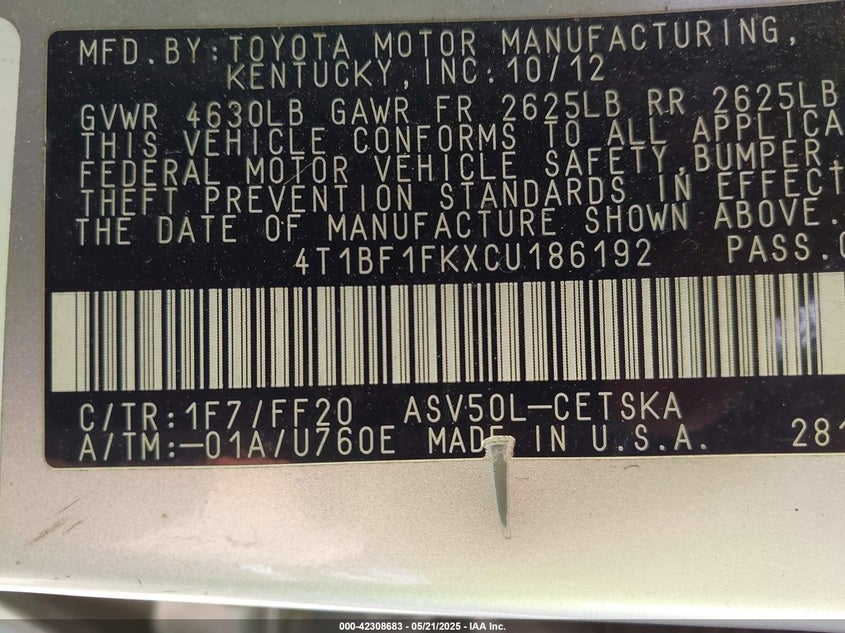 MFD.BY:TOYOTA MOTOR MANUFACTURING,
KENTUCKY,INC.10/12
GVWR 4630LB GAWR FR 2625LB RR 2625LB
THIS VEHICLE CONFORMS TO ALL APPLICA
FEDERAL MOTOR VEHICLE SAFETY,BUMPER,
THEFT PREVENTION STANDARDS IN EFFECT
THE DATE OF MANUFACTURE SHOWN ABOVE.
4T1BF1FKXCU186192 PASS.
C/TR:1F7/FF20 ASV50L-CETSKA
A/TM:-01A/U760E MADE IN U.S.A. 281
000-42308683 - 05/21/2025 - IAA Inc.